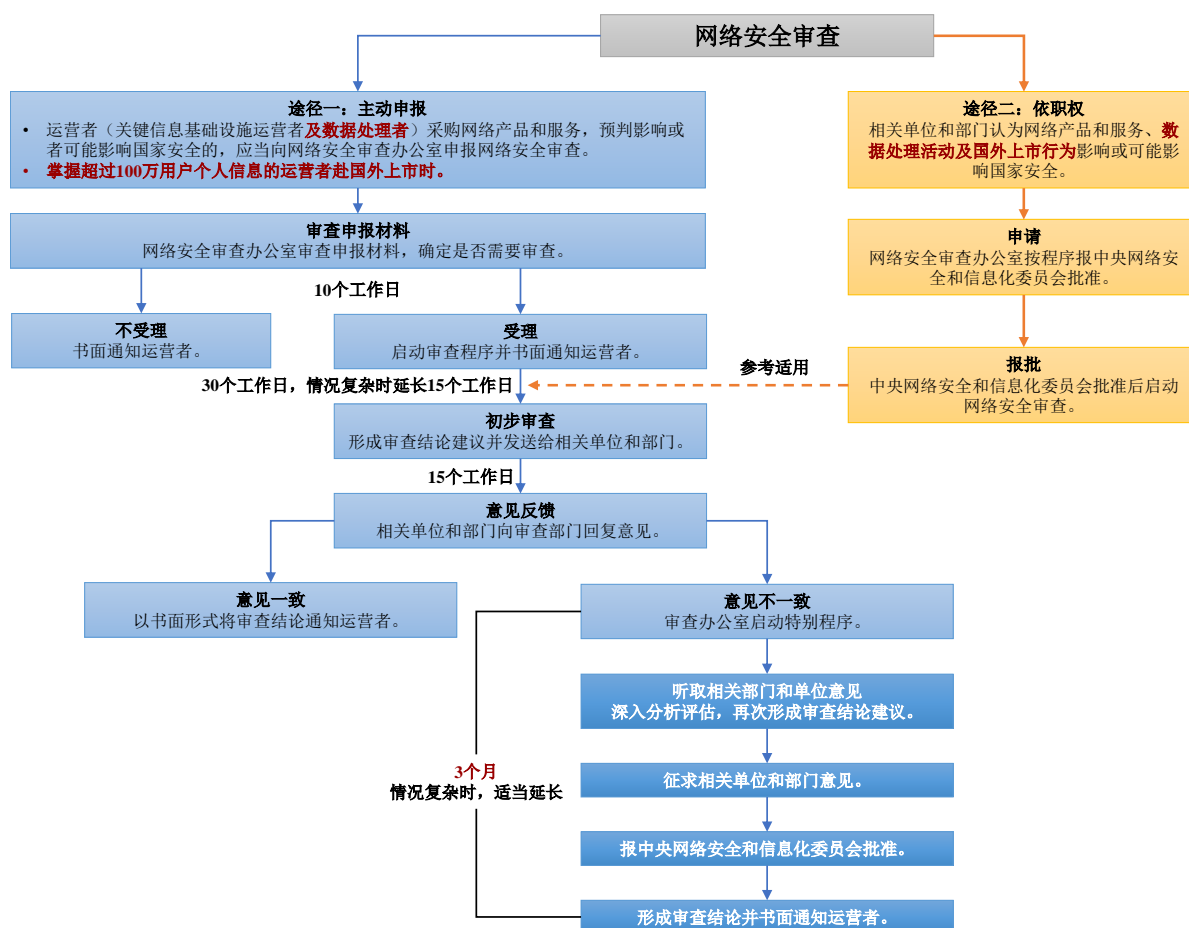 网络安全审查
途径一：主动申报
• 运营者（关键信息基础设施运营者及数据处理者）采购网络产品和服务，预判影响或
者可能影响国家安全的，应当向网络安全审查办公室申报网络安全审查。
• 掌握超过100万用户个人信息的运营者赴国外上市时。
途径二：依职权
相关单位和部门认为网络产品和服务、数
据处理活动及国外上市行为影响或可能影
响国家安全。
审查申报材料
网络安全审查办公室审查申报材料，确定是否需要审查。
申请
网络安全审查办公室按程序报中央网络安
全和信息化委员会批准。
10个工作日
不受理
书面通知运营者。
受理
启动审查程序并书面通知运营者。
报批
中央网络安全和信息化委员会批准后启动
网络安全审查。
参考适用
30个工作日，情况复杂时延长15个工作日
初步审查
形成审查结论建议并发送给相关单位和部门。
15个工作日
意见反馈
相关单位和部门向审查部门回复意见。
意见一致
以书面形式将审查结论通知运营者。
意见不一致
审查办公室启动特别程序。
听取相关部门和单位意见
深入分析评估，再次形成审查结论建议。
3个月
情况复杂时，适当延长
征求相关单位和部门意见。
报中央网络安全和信息化委员会批准。
形成审查结论并书面通知运营者。